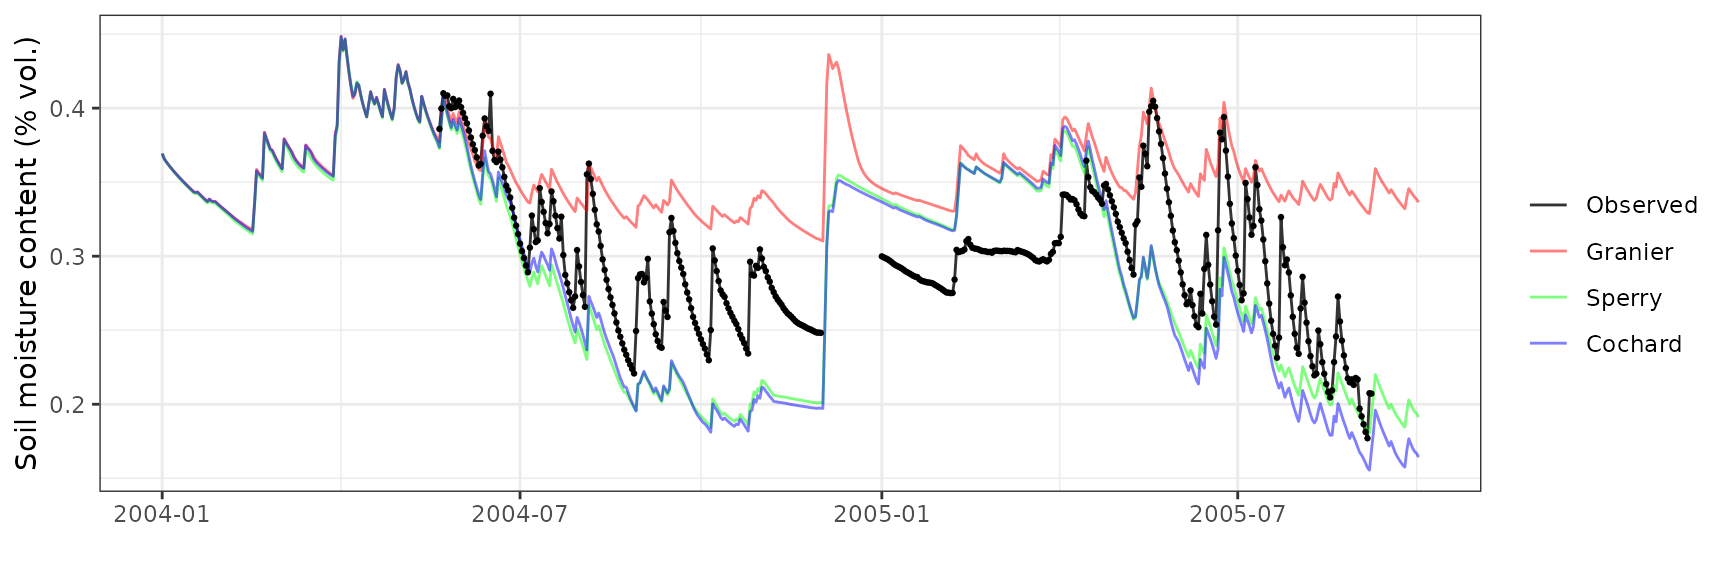 Soil moisture content (% vol.)
0.4
0.3
0.2
2004-01
2004-07
2005-01
2005-07
Observed
Granier
Sperry
Cochard